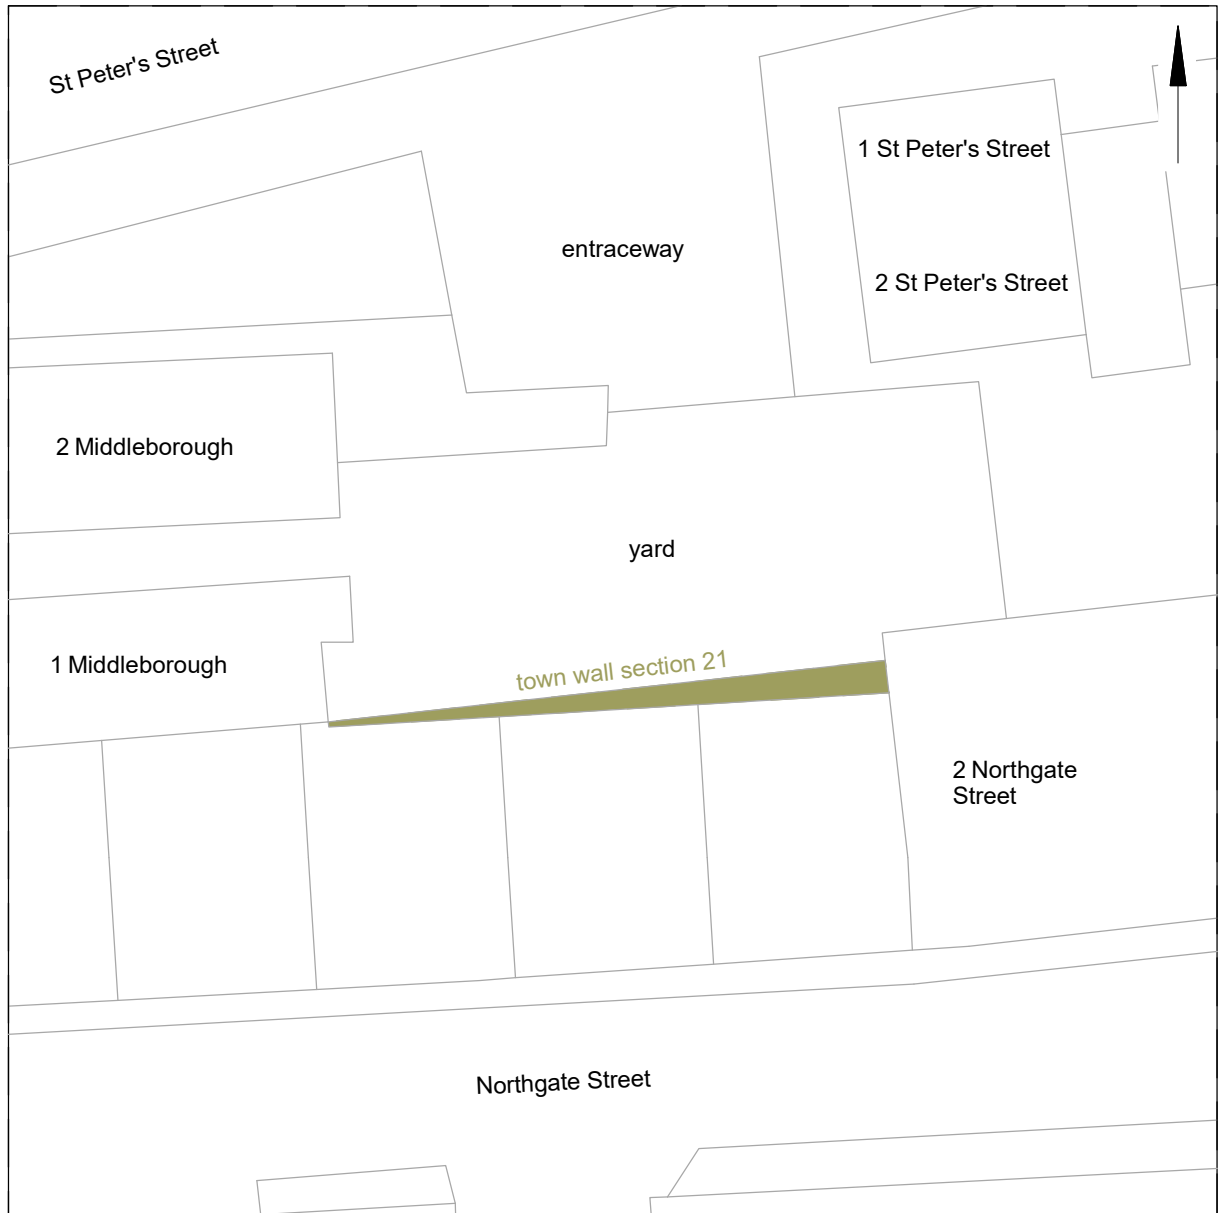 St Peter's Street
1 St Peter's Street
entraceway
2 St Peter's Street
2 Middleborough
yard
1 Middleborough
town wall section 21
2 Northgate
Street
Northgate Street